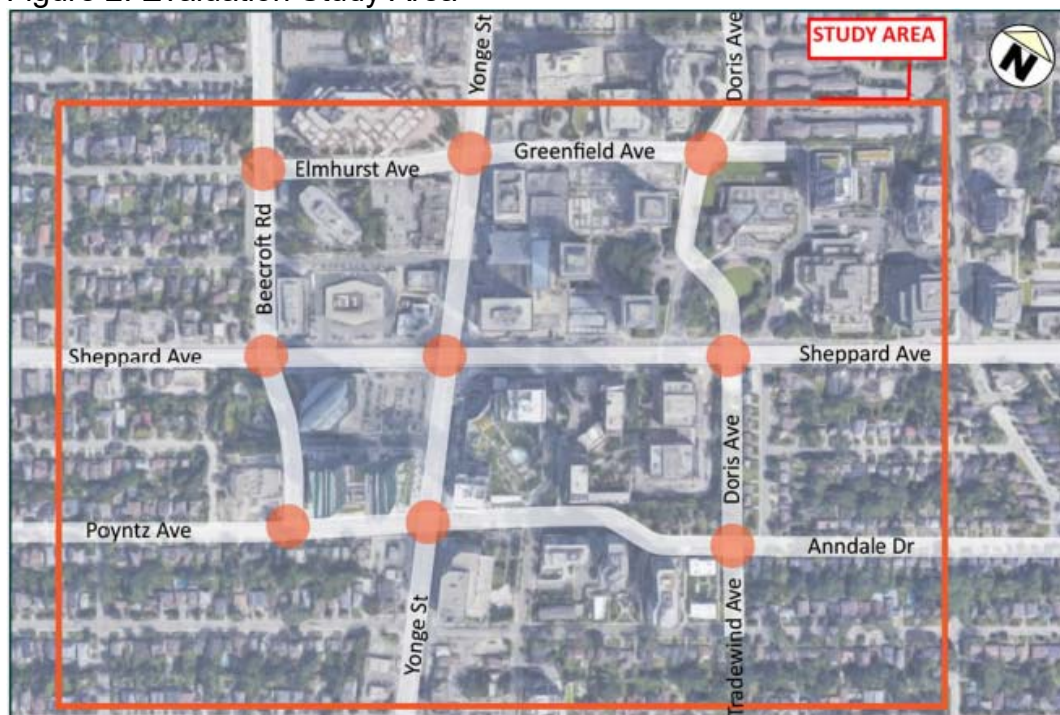 Figure 2: Evaluation Study Area
STUDY AREA
N
Yonge St
Doris Ave
Elmhurst Ave
Greenfield Ave
Beecroft Rd
Sheppard Ave
Sheppard Ave
Doris Ave
Poyntz Ave
Anndale Dr
Yonge St
Tradewind Ave